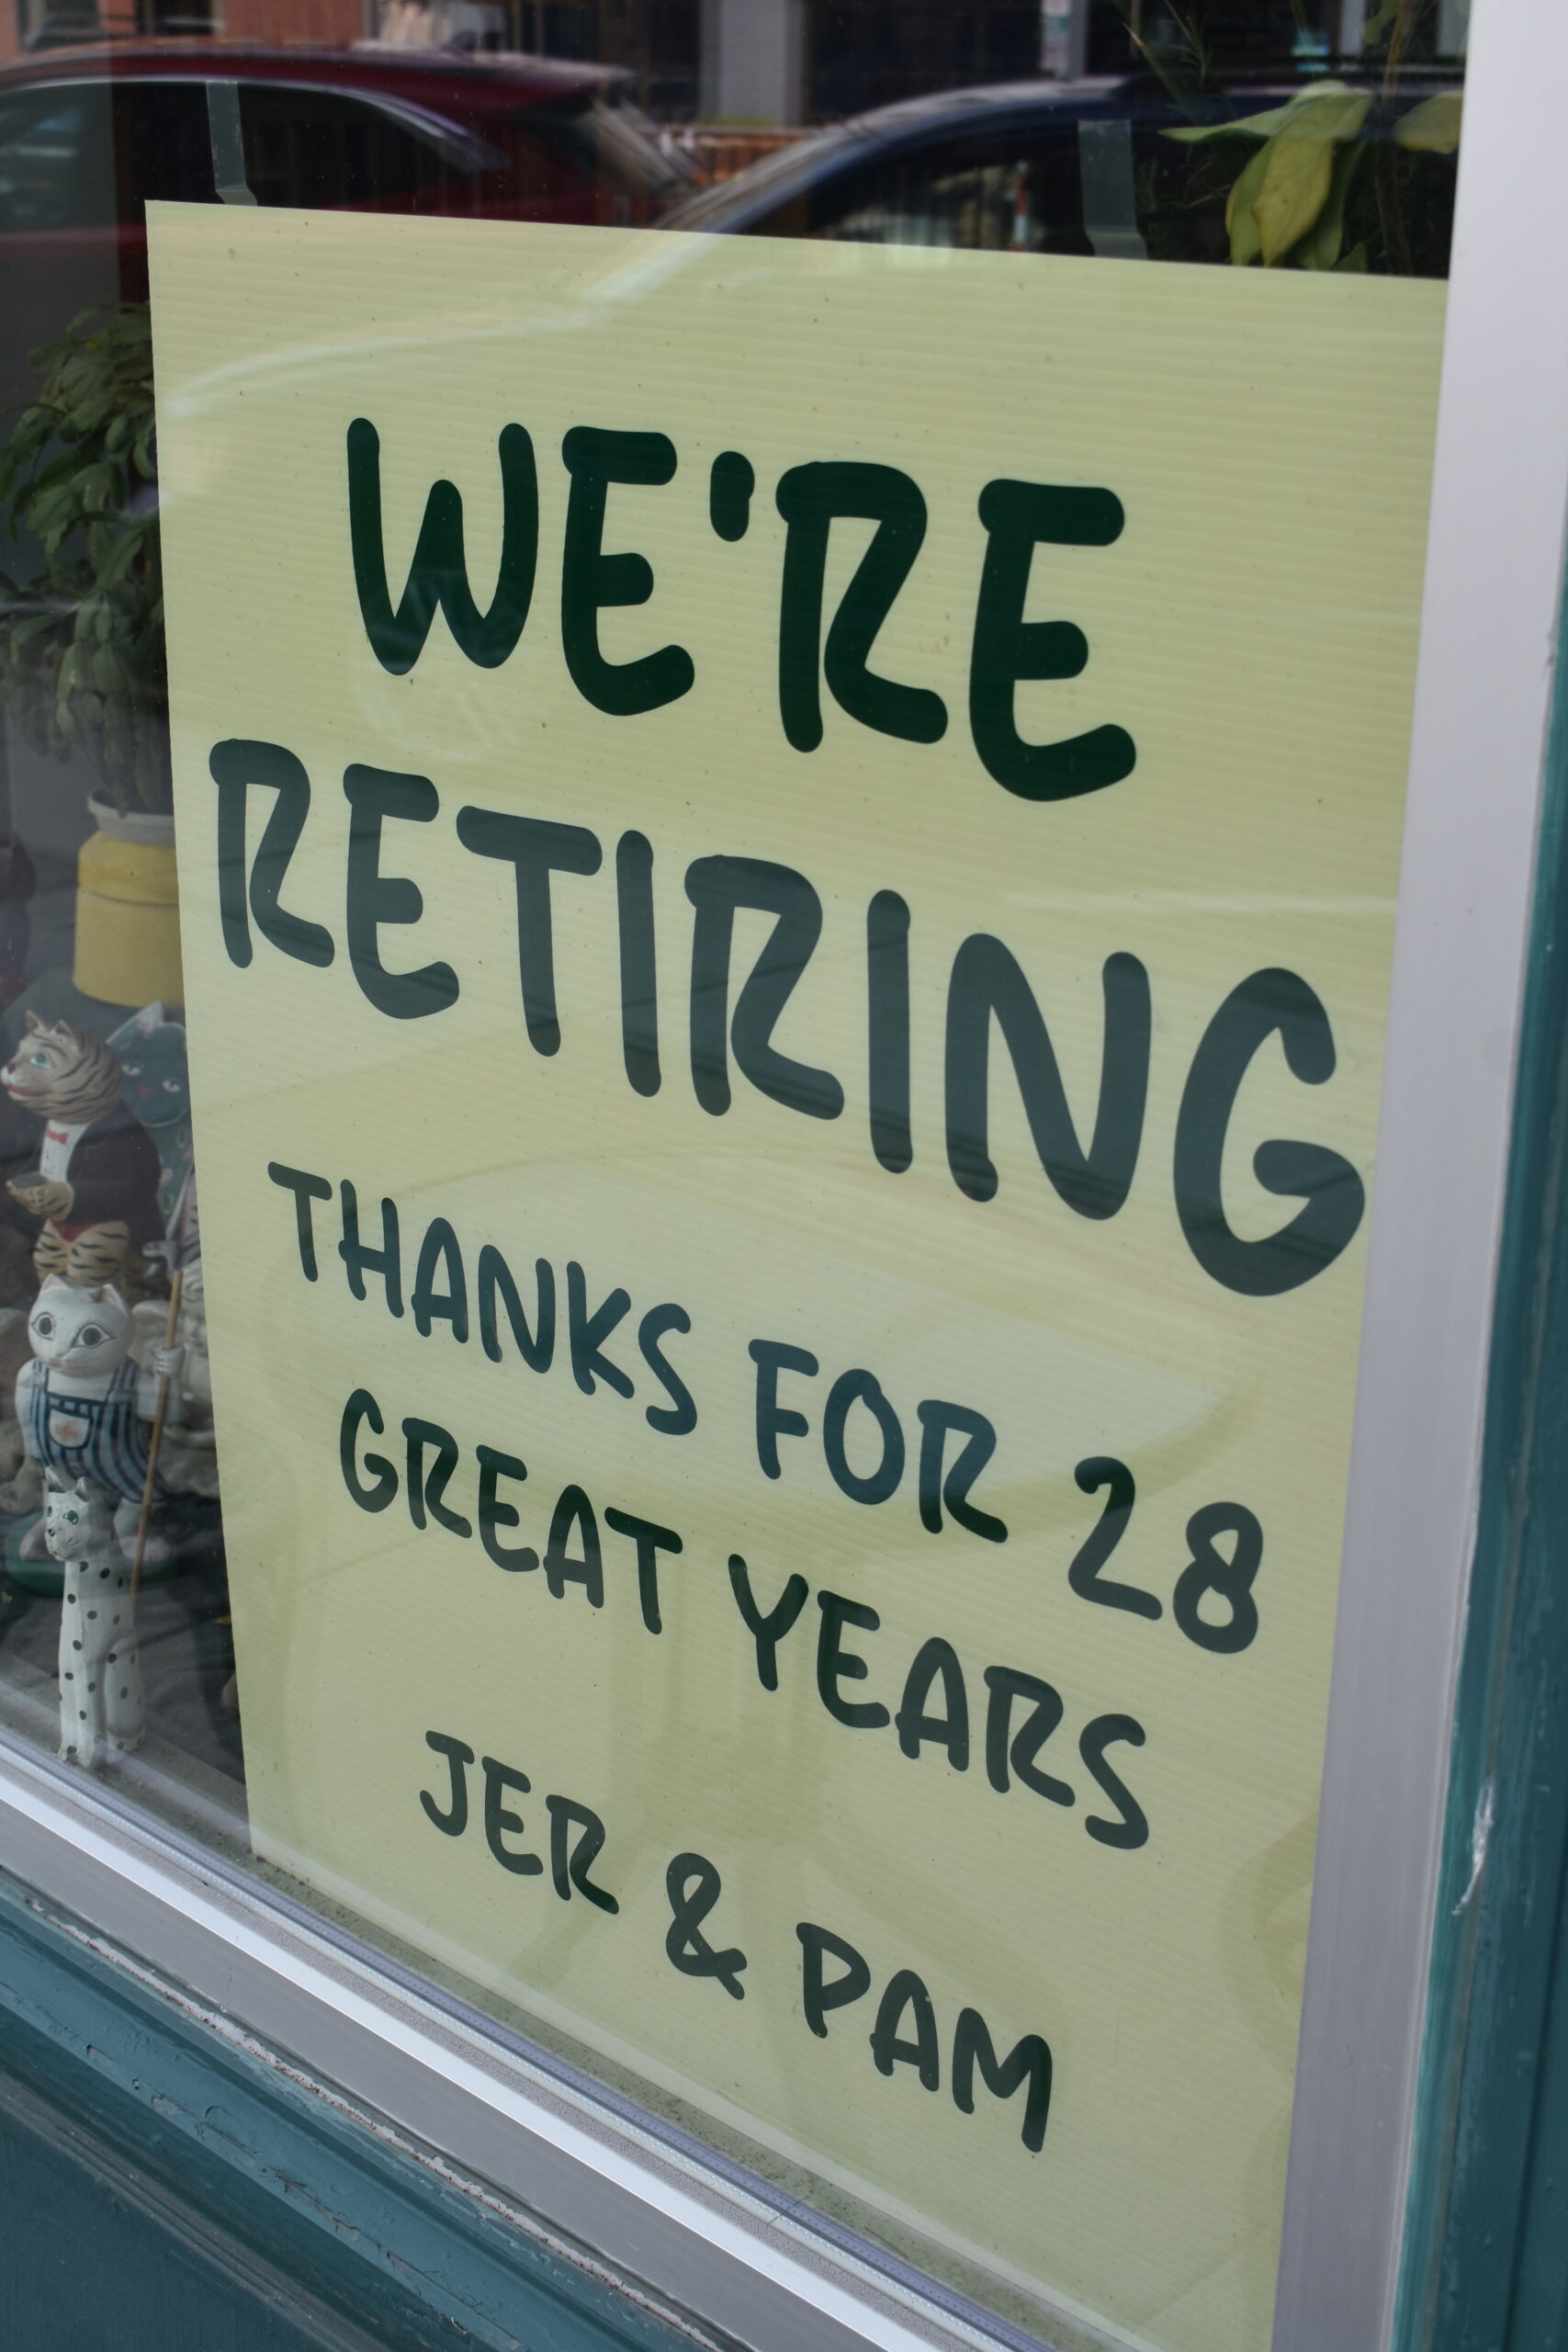 WE'RE
RETIRING
THANKS FOR 28
GREAT YEARS
JER & PAM